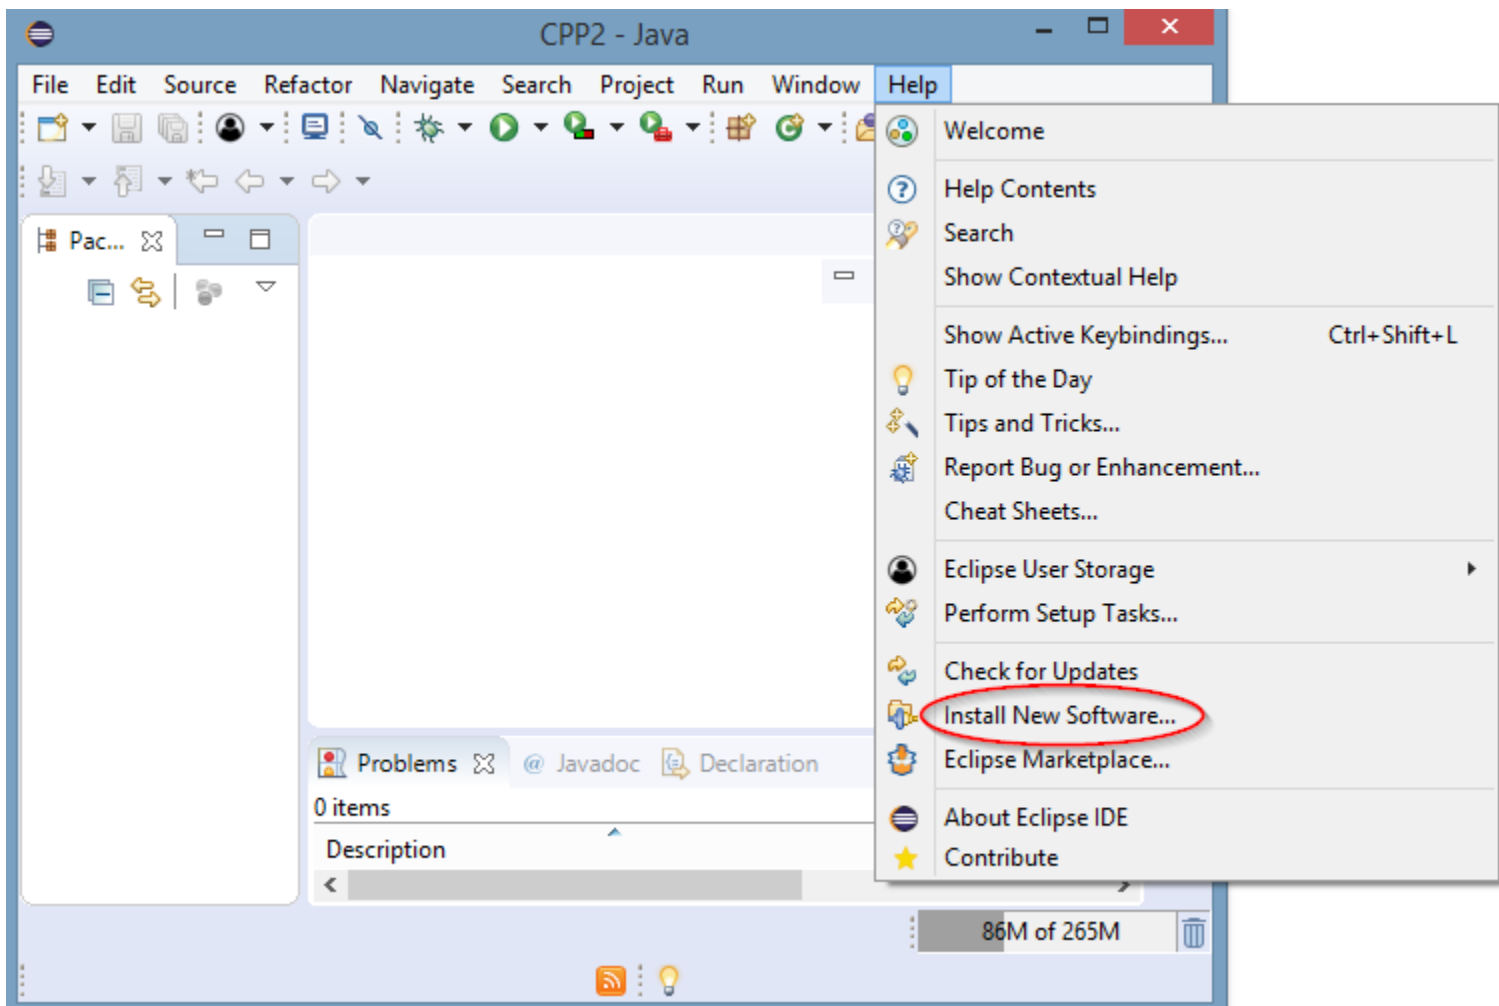 CPP2 - Java
File Edit Source Refactor Navigate Search Project Run Window Help
Welcome
Help Contents
Search
Show Contextual Help
Show Active Keybindings... Ctrl+Shift+L
Tip of the Day
Tips and Tricks...
Report Bug or Enhancement...
Cheat Sheets...
Eclipse User Storage
Perform Setup Tasks...
Check for Updates
Install New Software...
Eclipse Marketplace...
About Eclipse IDE
Contribute
Pac...
Problems @ Javadoc Declaration
0 items
Description
86M of 265M